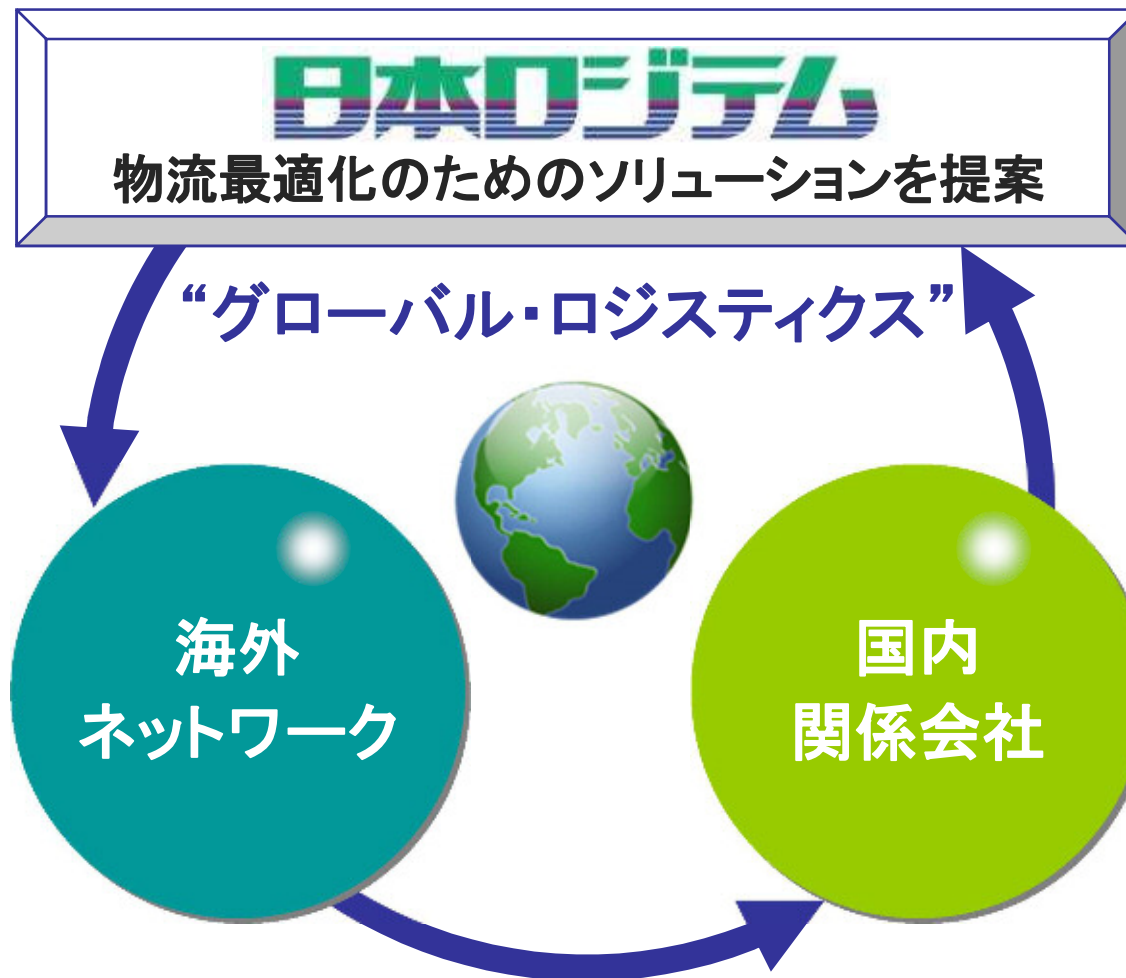 日本ロジテム
物流最適化のためのソリューションを提案
“グローバル・ロジスティクス”
海外
ネットワーク
国内
関係会社